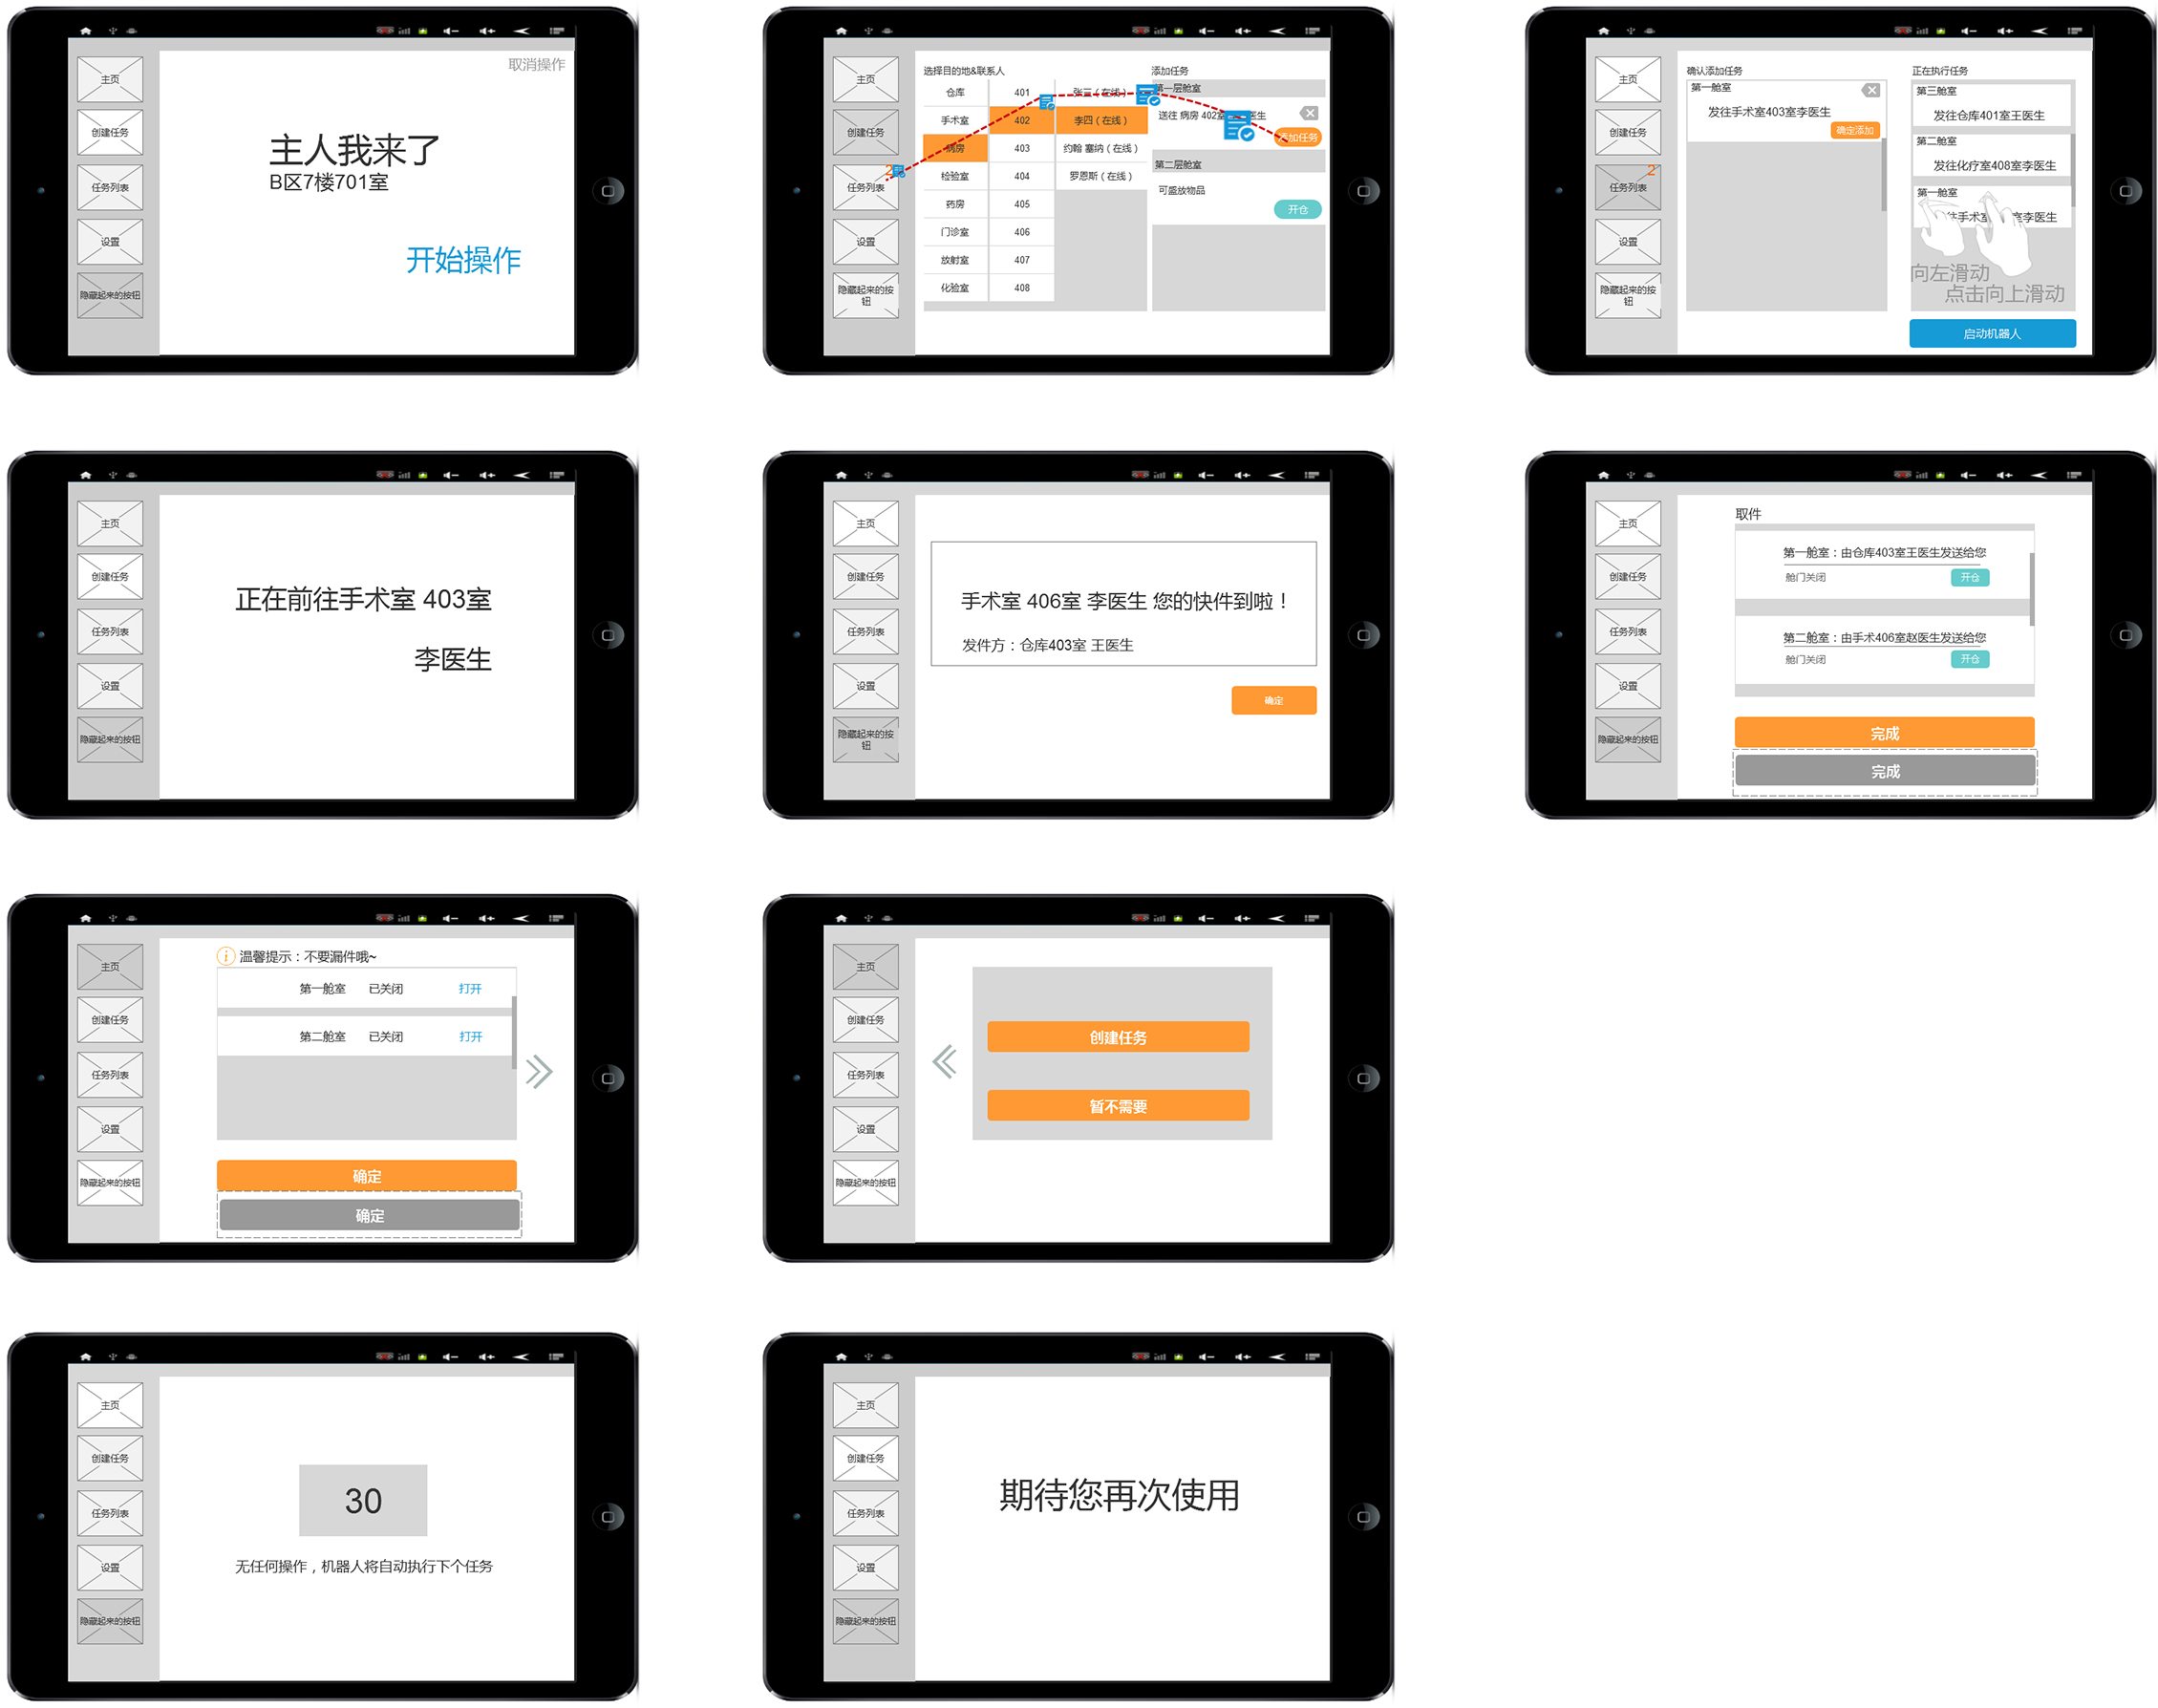 主页
创建任务
任务列表
设置
隐藏起来的按钮
取消操作
主人我来了
B区7楼701室
开始操作
主页
创建任务
任务列表
2
设置
隐藏起来的按
钮
选择目的地&联系人
仓库
手术室
病房
检验室
药房
门诊室
放射室
化验室
401
402
403
404
405
406
407
408
张三（在线）
李四（在线）
约翰 塞纳（在线）
罗恩斯（在线）
添加任务
第一层舱室
送往 病房 402室 医生
添加任务
第二层舱室
可盛放物品
开仓
主页
创建任务
任务列表
2
设置
隐藏起来的按
钮
确认添加任务
第一舱室
发往手术室403室李医生
确定添加
正在执行任务
第三舱室
发往仓库401室王医生
第二舱室
发往化疗室408室李医生
第一舱室
往手术室 室李医生
向左滑动
点击向上滑动
启动机器人
主页
创建任务
任务列表
设置
隐藏起来的按钮
正在前往手术室 403室
李医生
主页
创建任务
任务列表
设置
隐藏起来的按
钮
手术室 406室 李医生 您的快件到啦！
发件方：仓库403室 王医生
确定
主页
创建任务
任务列表
设置
隐藏起来的按钮
取件
第一舱室：由仓库403室王医生发送给您
舱门关闭
开仓
第二舱室：由手术406室赵医生发送给您
舱门关闭
开仓
完成
完成
主页
创建任务
任务列表
设置
隐藏起来的按钮
i 温馨提示：不要漏件哦~
第一舱室 已关闭 打开
第二舱室 已关闭 打开
确定
确定
主页
创建任务
任务列表
设置
隐藏起来的按钮
创建任务
暂不需要
主页
创建任务
任务列表
设置
隐藏起来的按钮
30
无任何操作，机器人将自动执行下个任务
主页
创建任务
任务列表
设置
隐藏起来的按钮
期待您再次使用